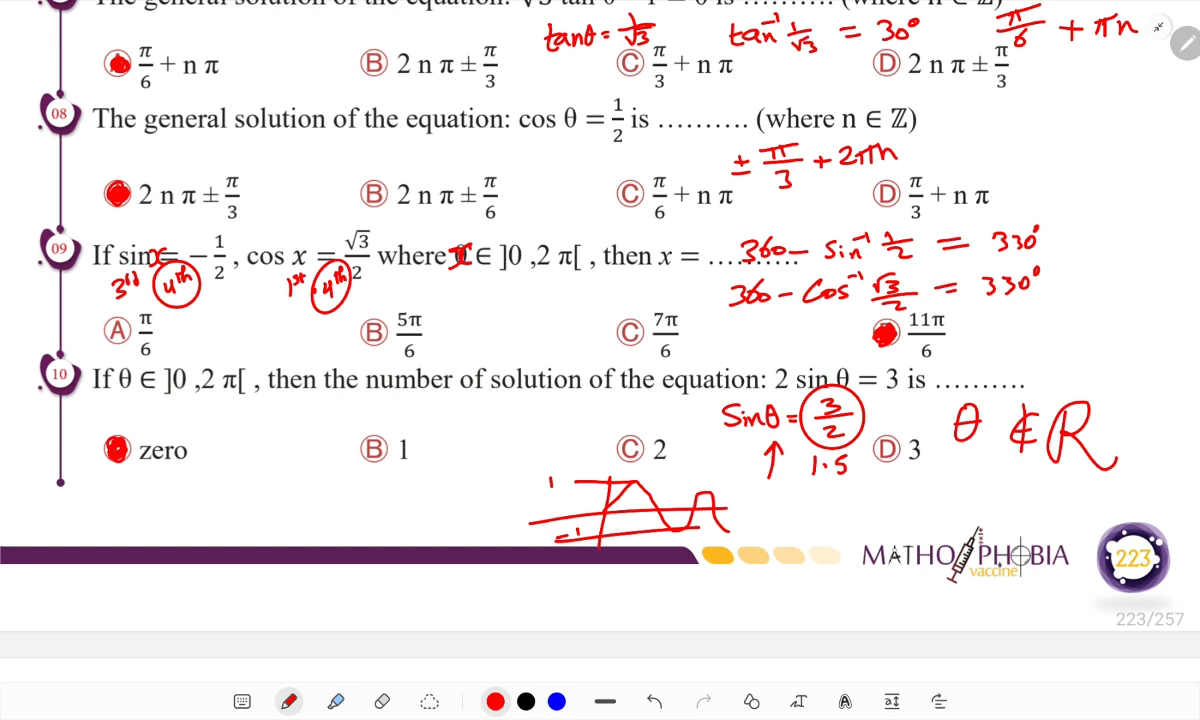 The general solution of the equation: √3 tan θ − 1 = 0 is .......... (where n ∈ ℤ)
tanθ = 1/√3 tan⁻¹ 1/√3 = 30° π/6 + πn
π/6 + n π Ⓑ 2 n π ± π/3 Ⓒ π/3 + n π Ⓓ 2 n π ± π/3
08 The general solution of the equation: cos θ = 1/2 is .......... (where n ∈ ℤ)
± π/3 + 2πn
2 n π ± π/3 Ⓑ 2 n π ± π/6 Ⓒ π/6 + n π Ⓓ π/3 + n π
09 If sin x = − 1/2 , cos x = √3/2 where x ∈ ]0 ,2 π[ , then x = ..........
360 − sin⁻¹ 1/2 = 330°
3rd 4th 1st , 4th 360 − cos⁻¹ √3/2 = 330°
Ⓐ π/6 Ⓑ 5π/6 Ⓒ 7π/6 11π/6
10 If θ ∈ ]0 ,2 π[ , then the number of solution of the equation: 2 sin θ = 3 is ..........
sinθ = 3/2 θ ∉ R
zero Ⓑ 1 Ⓒ 2 Ⓓ 3
↑ 1.5
1
-1
MATHO PHOBIA
vaccine
223
223/257